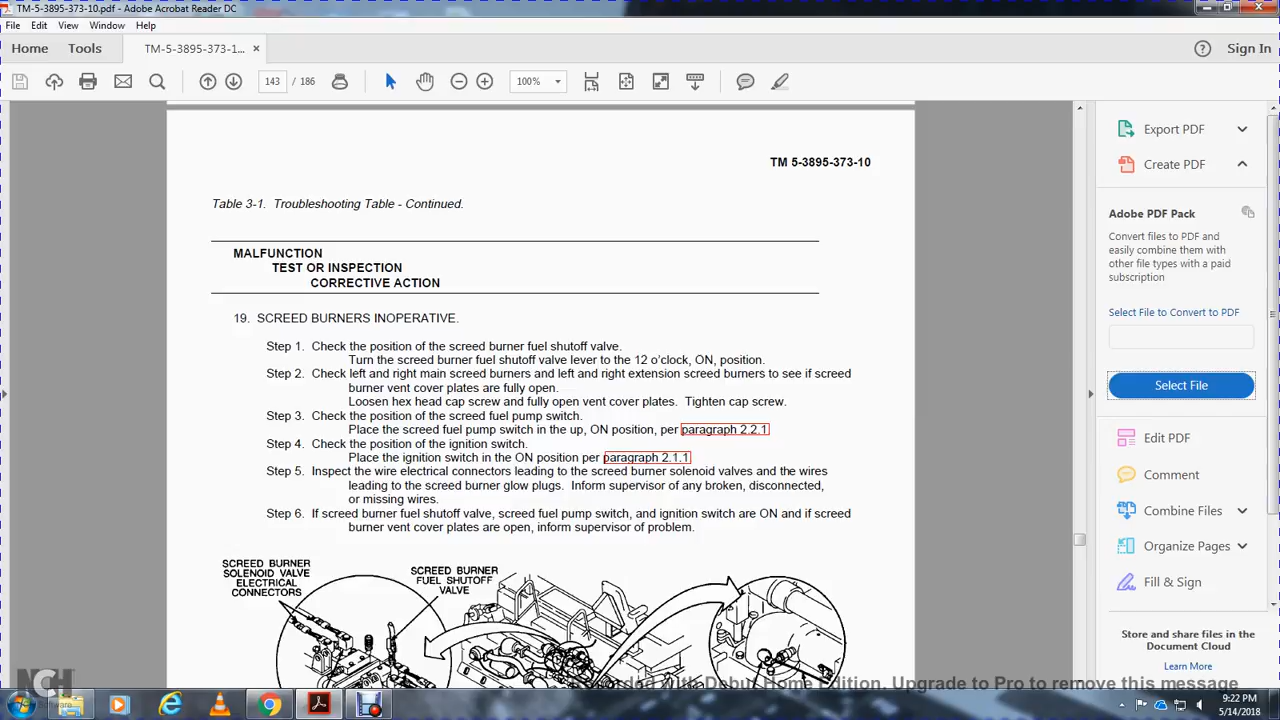 TM-5-3895-373-10.pdf - Adobe Acrobat Reader DC
File Edit View Window Help
Home Tools TM-5-3895-373-1... × Sign In
143 / 186 100%
TM 5-3895-373-10
Table 3-1. Troubleshooting Table - Continued.
MALFUNCTION
TEST OR INSPECTION
CORRECTIVE ACTION
19. SCREED BURNERS INOPERATIVE.
Step 1. Check the position of the screed burner fuel shutoff valve.
Turn the screed burner fuel shutoff valve lever to the 12 o'clock, ON, position.
Step 2. Check left and right main screed burners and left and right extension screed burners to see if screed
burner vent cover plates are fully open.
Loosen hex head cap screw and fully open vent cover plates. Tighten cap screw.
Step 3. Check the position of the screed fuel pump switch.
Place the screed fuel pump switch in the up, ON position, per paragraph 2.2.1
Step 4. Check the position of the ignition switch.
Place the ignition switch in the ON position per paragraph 2.1.1
Step 5. Inspect the wire electrical connectors leading to the screed burner solenoid valves and the wires
leading to the screed burner glow plugs. Inform supervisor of any broken, disconnected,
or missing wires.
Step 6. If screed burner fuel shutoff valve, screed fuel pump switch, and ignition switch are ON and if screed
burner vent cover plates are open, inform supervisor of problem.
SCREED BURNER
SOLENOID VALVE
ELECTRICAL
CONNECTORS
SCREED BURNER
FUEL SHUTOFF
VALVE
Export PDF
Create PDF
Adobe PDF Pack
Convert files to PDF and
easily combine them with
other file types with a paid
subscription
Select File to Convert to PDF
Select File
Edit PDF
Comment
Combine Files
Organize Pages
Fill & Sign
Store and share files in the
Document Cloud
Learn More
NCH
Software
Recorded with Debut Home Edition. Upgrade to Pro to remove this message
9:22 PM
5/14/2018